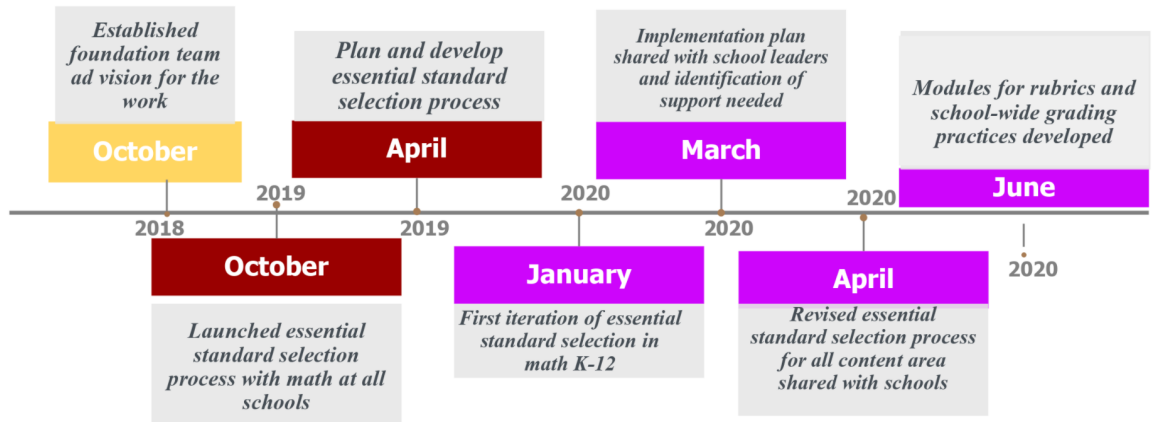 Established
foundation team
ad vision for the
work
October
2018
2019
October
Launched essential
standard selection
process with math at all
schools
Plan and develop
essential standard
selection process
April
2019
2020
January
First iteration of essential
standard selection in
math K-12
Implementation plan
shared with school leaders
and identification of
support needed
March
2020
2020
April
Revised essential
standard selection process
for all content area
shared with schools
Modules for rubrics and
school-wide grading
practices developed
June
2020